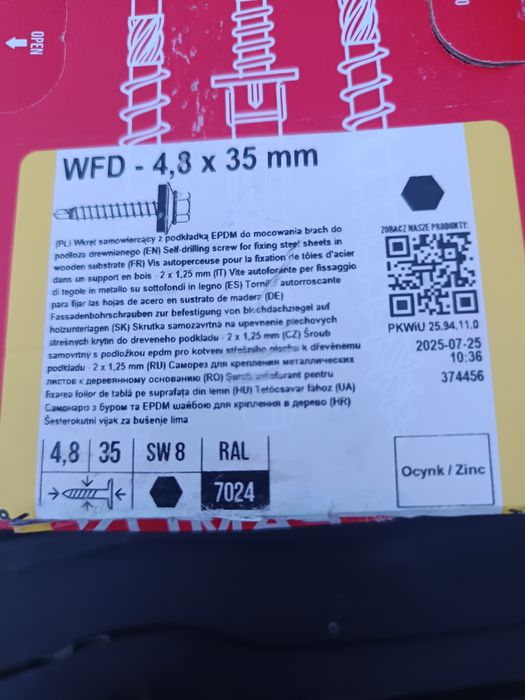 OPEN
WFD - 4,8 x 35 mm
(PL) Wkręt samowiercący z podkładką EPDM do mocowania blach do
podłoża drewnianego (EN) Self-drilling screw for fixing steel sheets in
wooden substrate (FR) Vis autoperceuse pour la fixation de tôles d'acier
dans un support en bois - 2 x 1,25 mm (IT) Vite autoforante per fissaggio
di tegole in metallo su sottofondi in legno (ES) autorroscante
para fijar las hojas de acero en sustrato de madera (DE)
Fassadenbohrschrauben zur befestigung von blechdachziegel auf
holzunterlagen (SK) Skrutka samozavrtná na upevnenie plechovych
strešnych krytin do dreveneho podkladu - 2 x 1,25 mm (CZ) Šroub
samovrtný s podložkou epdm pro kotvení střešního plechu k dřevěnému
podkladu - 2 x 1,25 mm (RU) Саморез для крепления металлических
листов к деревянному основанию (RO) Șurub autoforant pentru
fixarea foilor de tablă pe suprafața din lemn (HU) Tetőcsavar fához (UA)
Саморіз з буром та EPDM шайбою для кріплення в дерево (HR)
Šesterokutni vijak za bušenje lima
ZOBACZ NASZE PRODUKTY:
PKWiU 25.94.11.0
2025-07-25
10:36
374456
4,8 35 SW 8 RAL
7024
Ocynk / Zinc